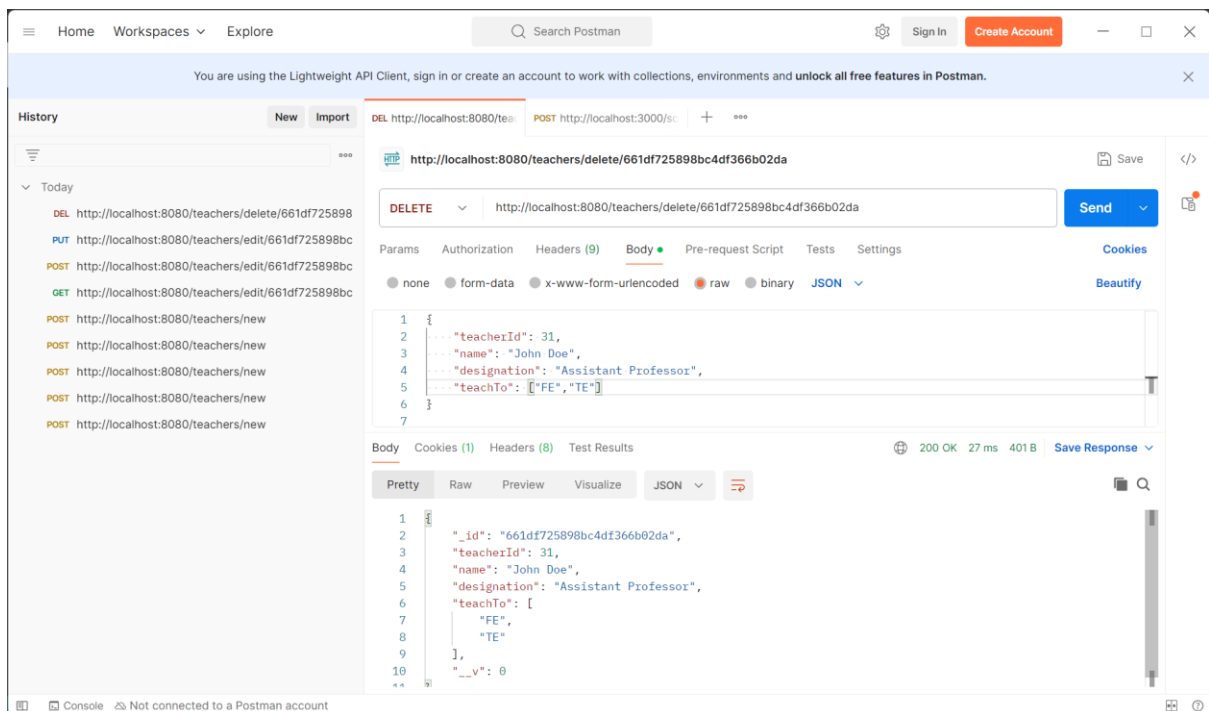 Home Workspaces Explore Search Postman Sign In Create Account
You are using the Lightweight API Client, sign in or create an account to work with collections, environments and unlock all free features in Postman.
History New Import
DEL http://localhost:8080/tea POST http://localhost:3000/sc
HTTP http://localhost:8080/teachers/delete/661df725898bc4df366b02da Save </>
Today
DEL http://localhost:8080/teachers/delete/661df725898
PUT http://localhost:8080/teachers/edit/661df725898bc
POST http://localhost:8080/teachers/edit/661df725898bc
GET http://localhost:8080/teachers/edit/661df725898bc
POST http://localhost:8080/teachers/new
POST http://localhost:8080/teachers/new
POST http://localhost:8080/teachers/new
POST http://localhost:8080/teachers/new
POST http://localhost:8080/teachers/new
DELETE http://localhost:8080/teachers/delete/661df725898bc4df366b02da Send
Params Authorization Headers (9) Body Pre-request Script Tests Settings Cookies
none form-data x-www-form-urlencoded raw binary JSON Beautify
1 {
2 "teacherId": 31,
3 "name": "John Doe",
4 "designation": "Assistant Professor",
5 "teachTo": ["FE","TE"]
6 }
7
Body Cookies (1) Headers (8) Test Results 200 OK 27 ms 401 B Save Response
Pretty Raw Preview Visualize JSON
1 {
2 "_id": "661df725898bc4df366b02da",
3 "teacherId": 31,
4 "name": "John Doe",
5 "designation": "Assistant Professor",
6 "teachTo": [
7 "FE",
8 "TE"
9 ],
10 "__v": 0
11 }
Console Not connected to a Postman account